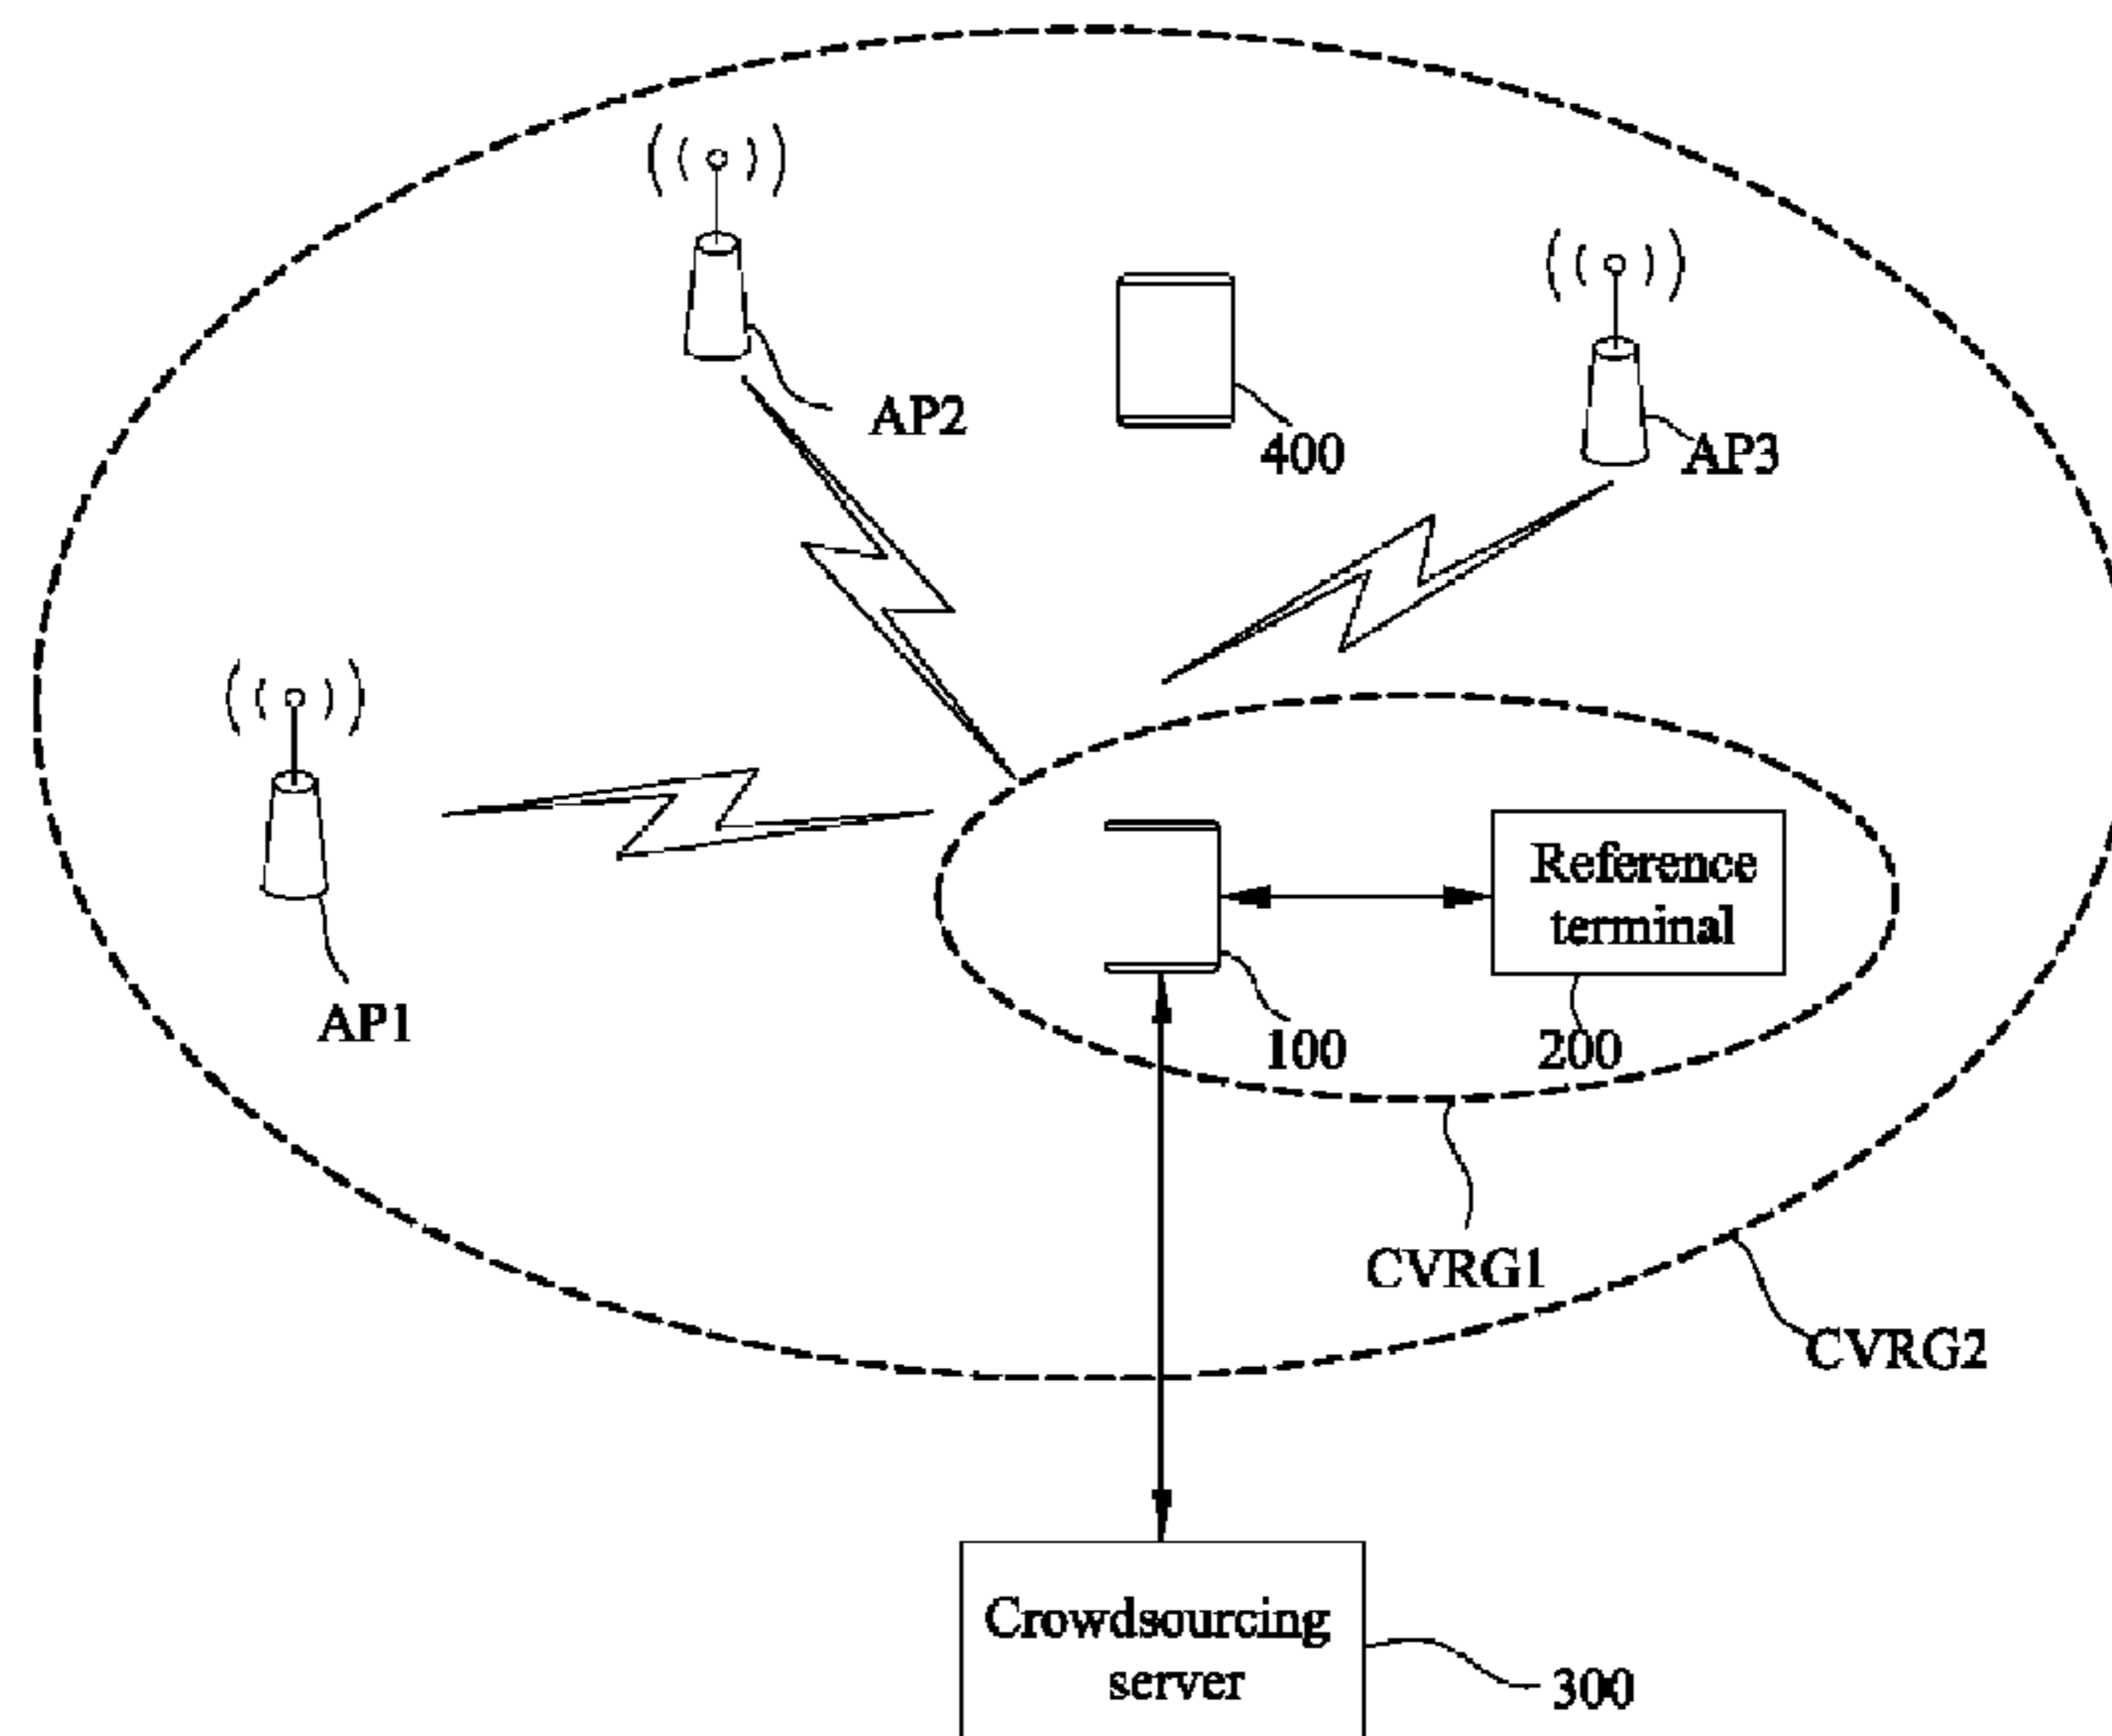 AP2
400
AP3
AP1
Reference
terminal
100
200
CVRG1
CVRG2
Crowdsourcing
server
300